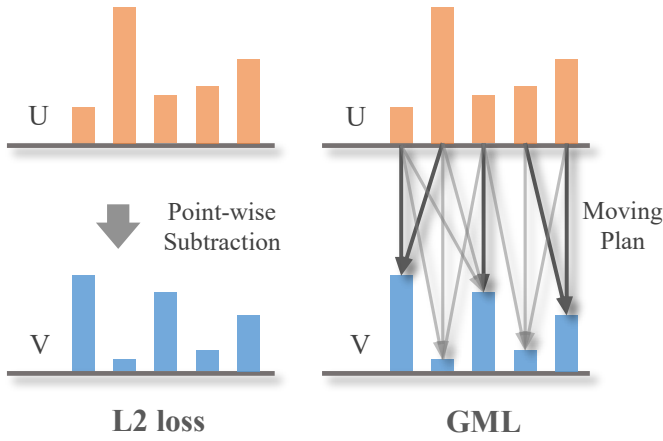 U
U
Point-wise
Subtraction
Moving
Plan
V
V
L2 loss
GML